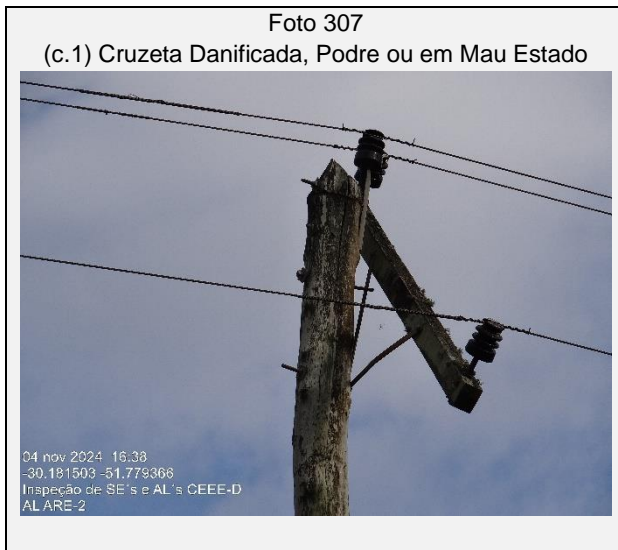 Foto 307
(c.1) Cruzeta Danificada, Podre ou em Mau Estado
04 nov 2024 16:38
-30.181503 -51.779366
Inspeção de SE's e AL's CEEE-D
AL ARE-2